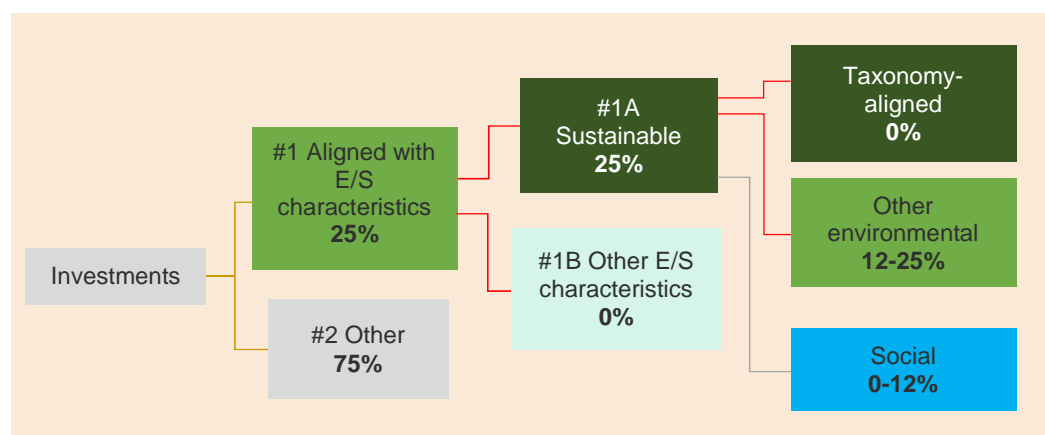 Investments
#1 Aligned with
E/S
characteristics
25%
#2 Other
75%
#1A
Sustainable
25%
#1B Other E/S
characteristics
0%
Taxonomy-
aligned
0%
Other
environmental
12-25%
Social
0-12%